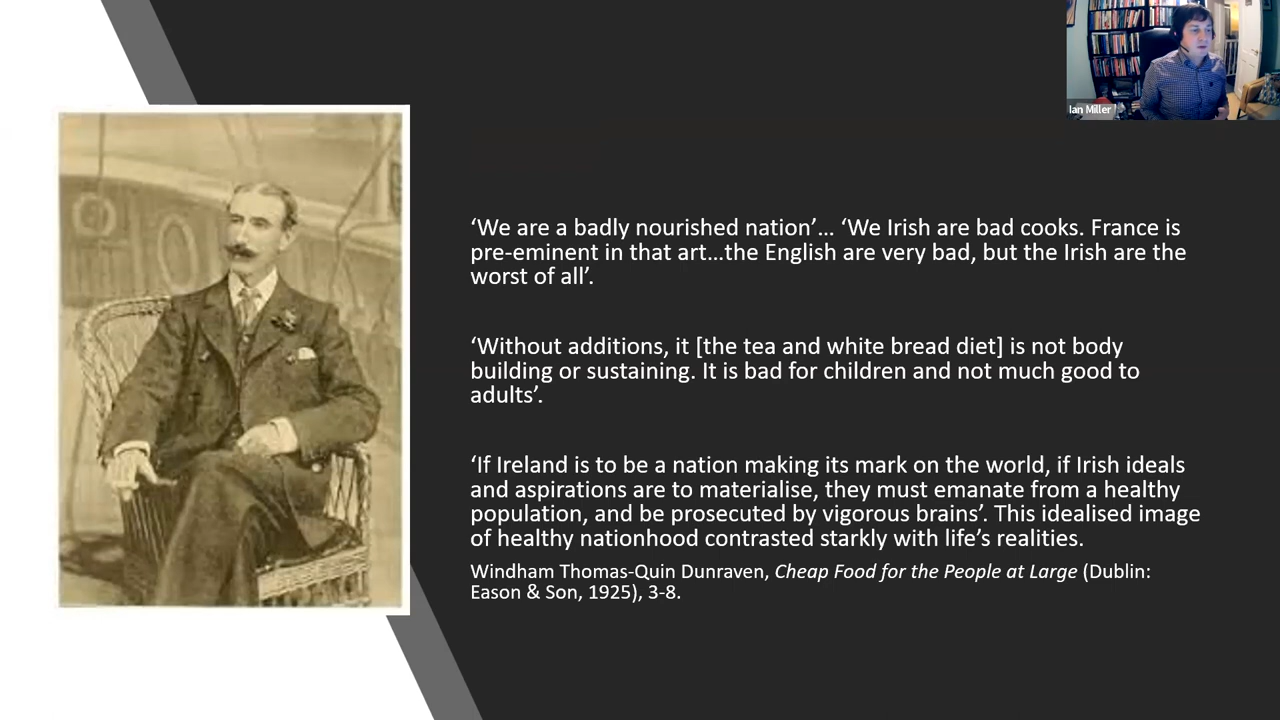 Ian Miller
‘We are a badly nourished nation’… ‘We Irish are bad cooks. France is
pre-eminent in that art…the English are very bad, but the Irish are the
worst of all’.
‘Without additions, it [the tea and white bread diet] is not body
building or sustaining. It is bad for children and not much good to
adults’.
‘If Ireland is to be a nation making its mark on the world, if Irish ideals
and aspirations are to materialise, they must emanate from a healthy
population, and be prosecuted by vigorous brains’. This idealised image
of healthy nationhood contrasted starkly with life’s realities.
Windham Thomas-Quin Dunraven, Cheap Food for the People at Large (Dublin:
Eason & Son, 1925), 3-8.